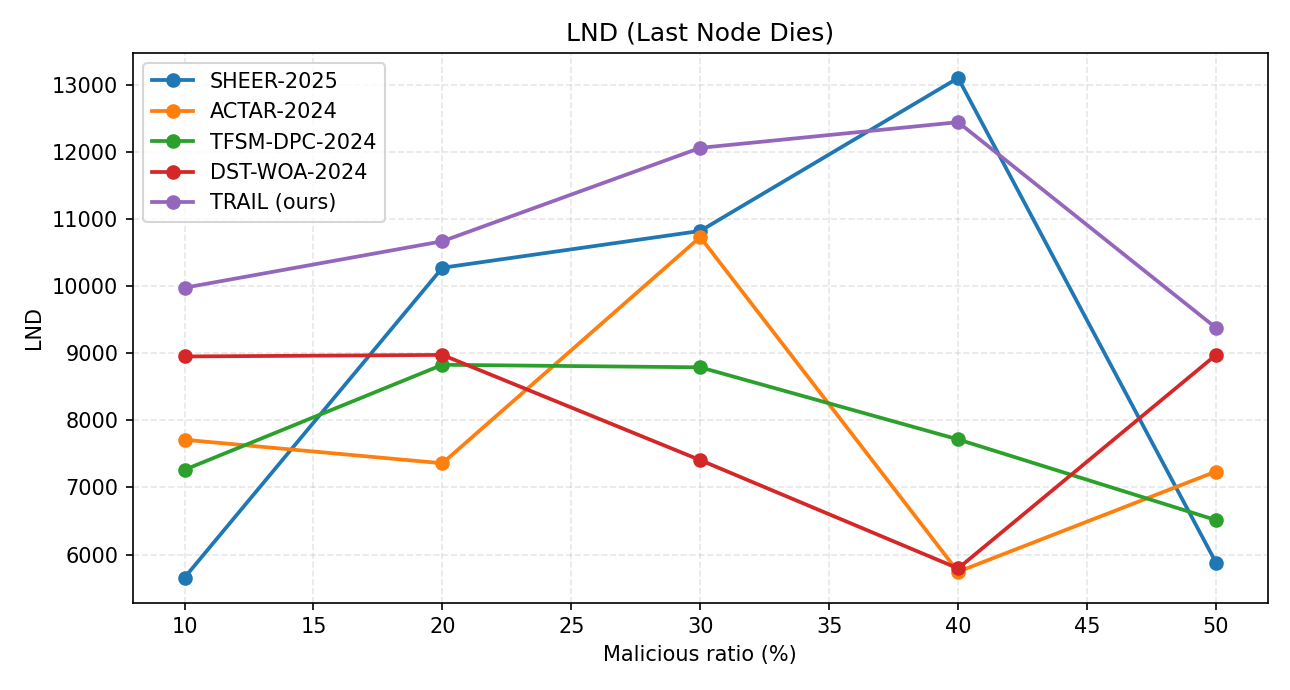 LND (Last Node Dies)
SHEER-2025
ACTAR-2024
TFSM-DPC-2024
DST-WOA-2024
TRAIL (ours)
13000
12000
11000
10000
9000
8000
7000
6000
LND
10 15 20 25 30 35 40 45 50
Malicious ratio (%)